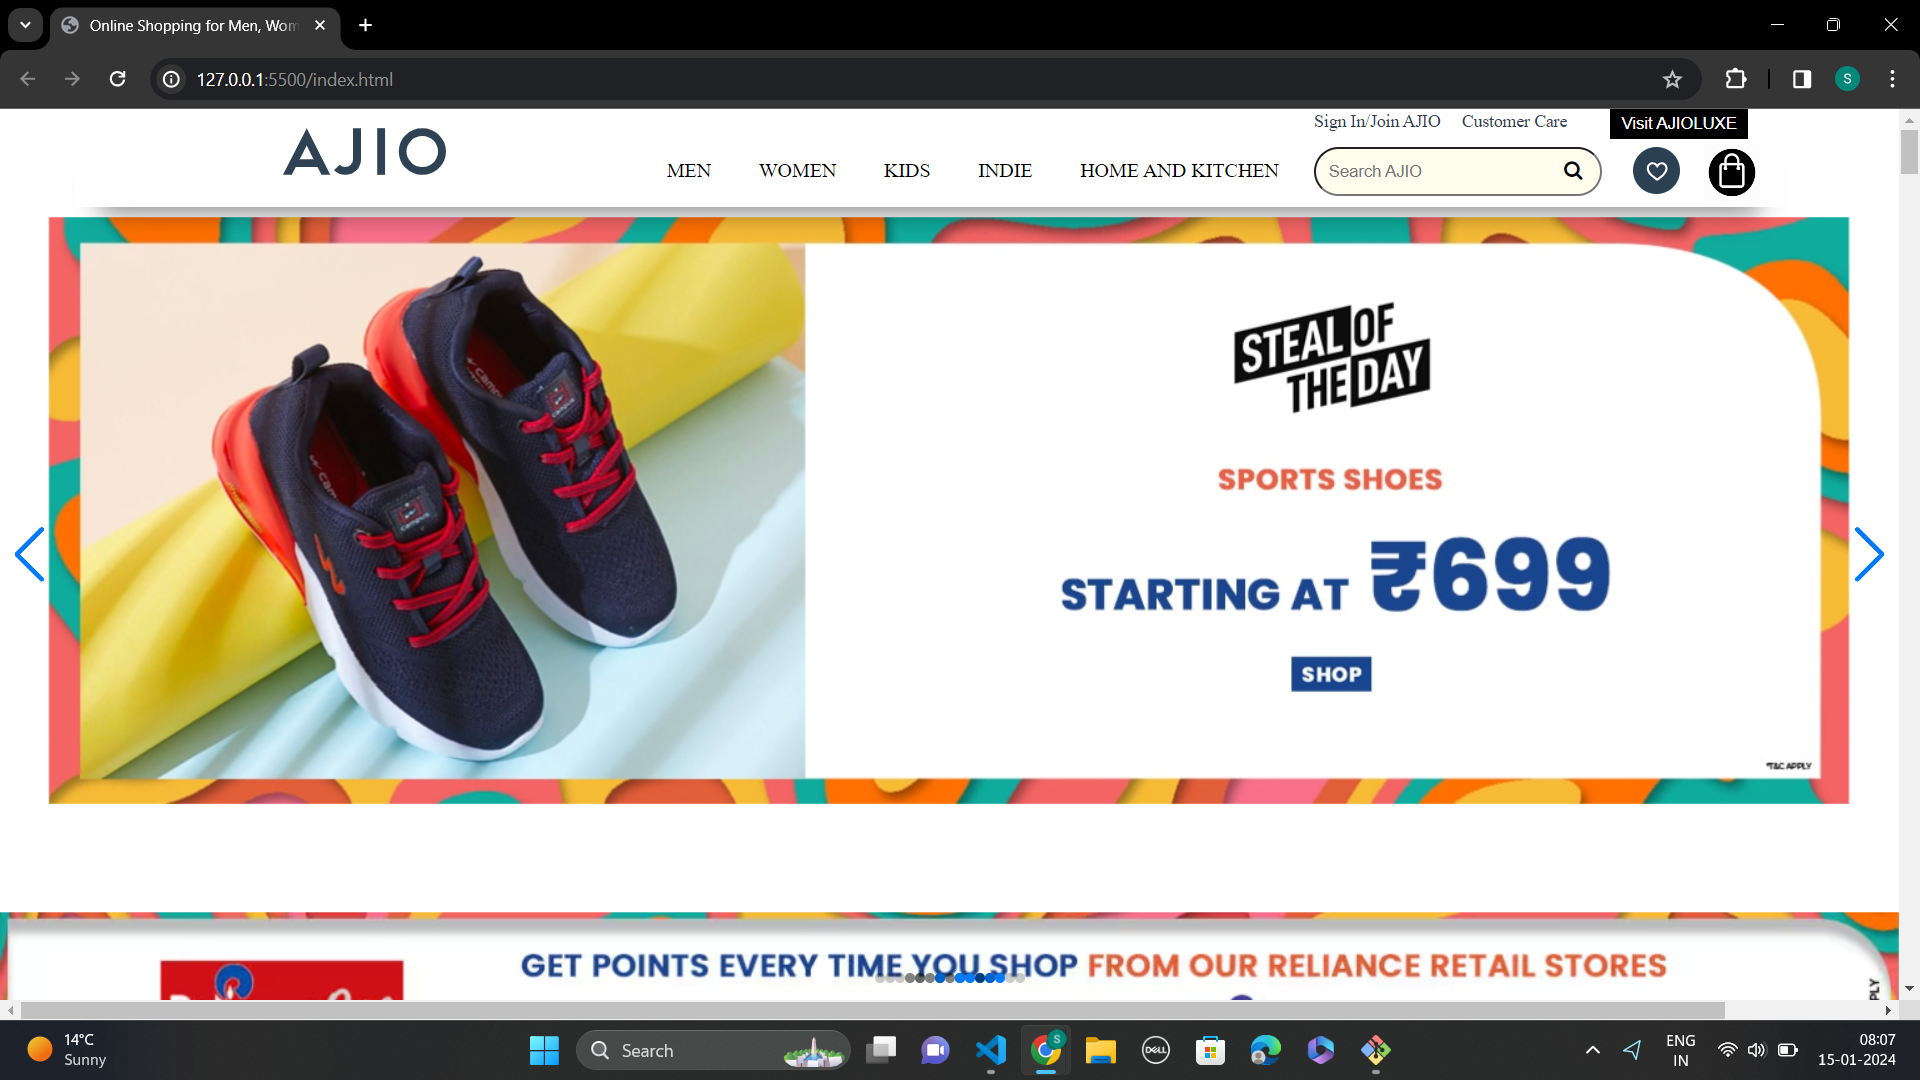 Online Shopping for Men, Wom
127.0.0.1:5500/index.html
S
Sign In/Join AJIO Customer Care Visit AJIOLUXE
AJIO
MEN WOMEN KIDS INDIE HOME AND KITCHEN Search AJIO
STEAL OF
THE DAY
SPORTS SHOES
STARTING AT ₹699
SHOP
*T&C APPLY
campus
GET POINTS EVERY TIME YOU SHOP FROM OUR RELIANCE RETAIL STORES
PLY
14°C
Sunny
Search
S
DELL
ENG
IN
08:07
15-01-2024